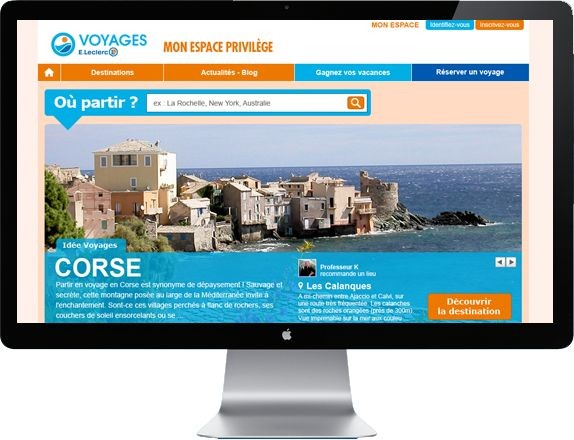 MON ESPACE
Identifiez-vous
Inscrivez-vous
VOYAGES
E.Leclerc
MON ESPACE PRIVILÈGE
Destinations
Actualités - Blog
Gagnez vos vacances
Réserver un voyage
Où partir ?
ex : La Rochelle, New York, Australie
Idée Voyages
CORSE
Partir en voyage en Corse est synonyme de dépaysement ! Sauvage et
secrète, cette montagne posée au large de la Méditerranée invite à
l'enchantement. Sont-ce ces villages perchés à flanc de rochers, ses
couchers de soleil ensorcelants ou se...
Professeur K
recommande un lieu
Les Calanques
A mi-chemin entre Ajaccio et Calvi, sur
une route très fréquentée. Les calanches
sont des roches orangées (près de 300m)
Vue imprenable sur la mer aux couleu
Découvrir
la destination